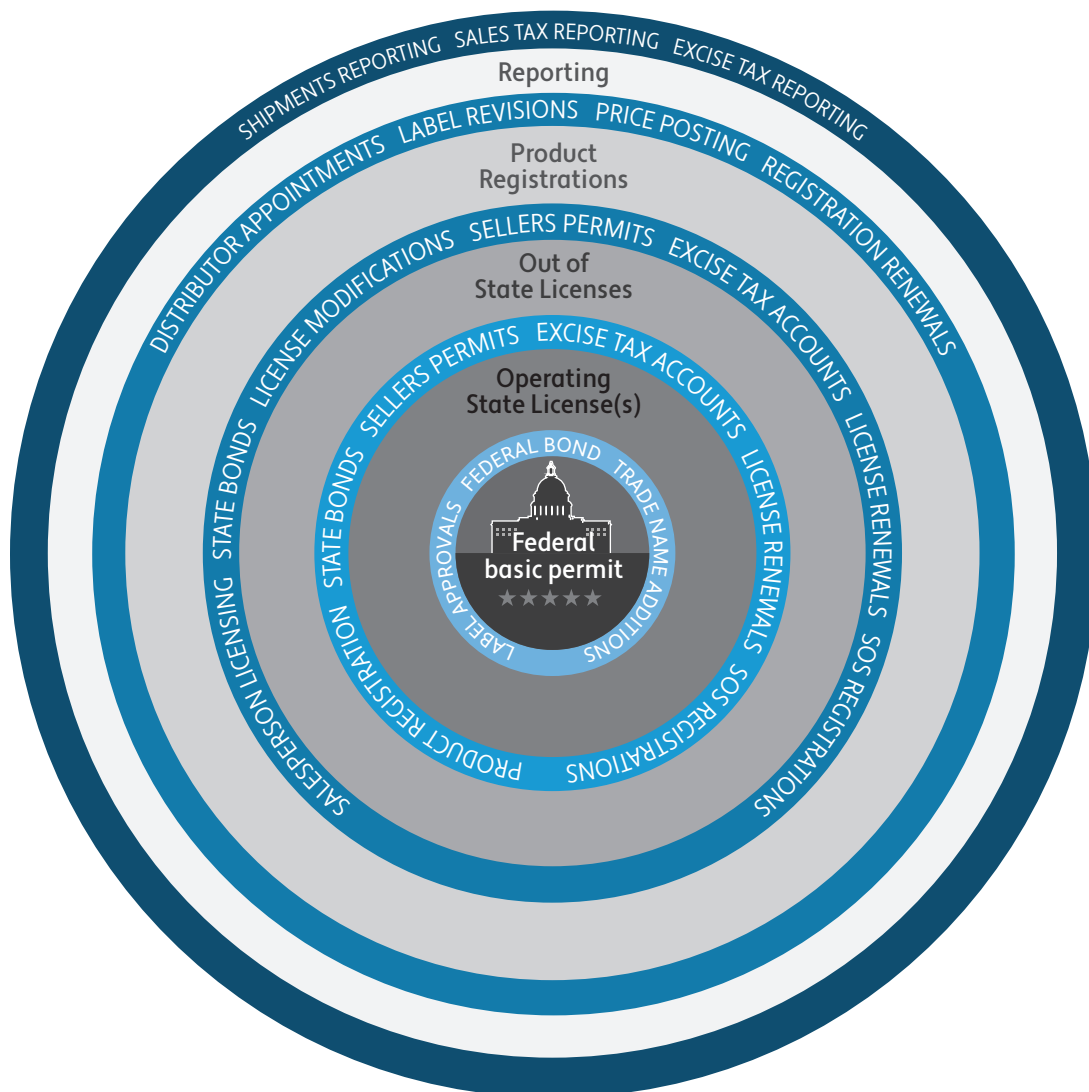 SHIPMENTS REPORTING SALES TAX REPORTING EXCISE TAX REPORTING
Reporting
DISTRIBUTOR APPOINTMENTS LABEL REVISIONS PRICE POSTING REGISTRATION RENEWALS
Product
Registrations
SALESPERSON LICENSING STATE BONDS LICENSE MODIFICATIONS SELLERS PERMITS EXCISE TAX ACCOUNTS LICENSE RENEWALS SOS REGISTRATIONS
Out of
State Licenses
PRODUCT REGISTRATION STATE BONDS SELLERS PERMITS EXCISE TAX ACCOUNTS LICENSE RENEWALS SOS REGISTRATIONS
Operating
State License(s)
LABEL APPROVALS FEDERAL BOND TRADE NAME ADDITIONS
Federal
basic permit